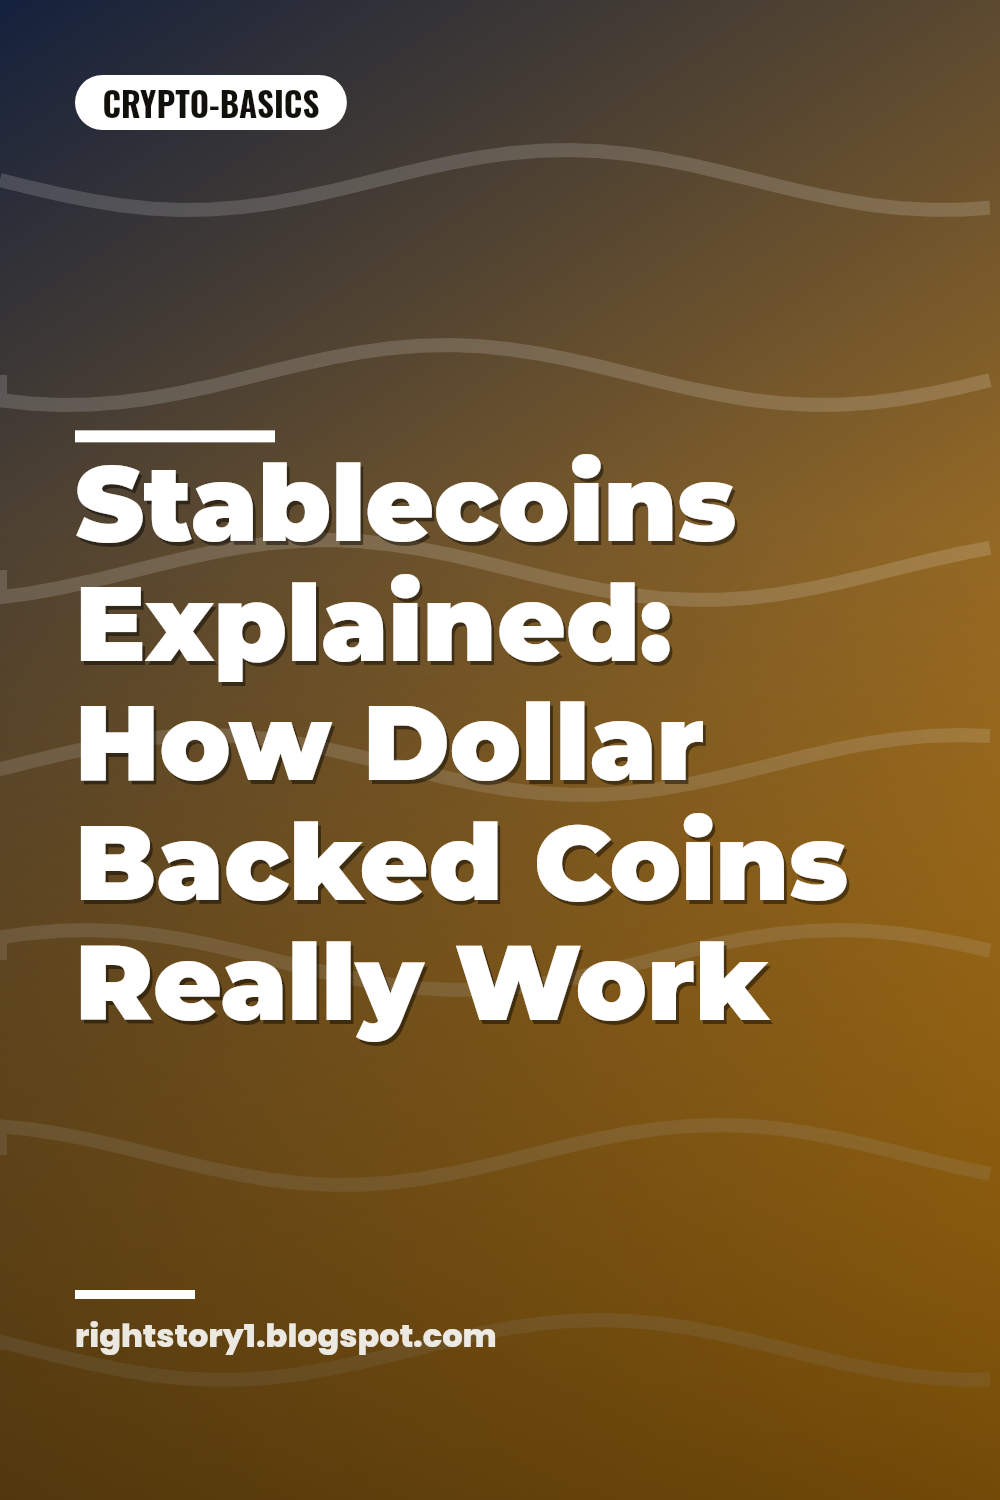 CRYPTO-BASICS
Stablecoins
Explained:
How Dollar
Backed Coins
Really Work
rightstory1.blogspot.com